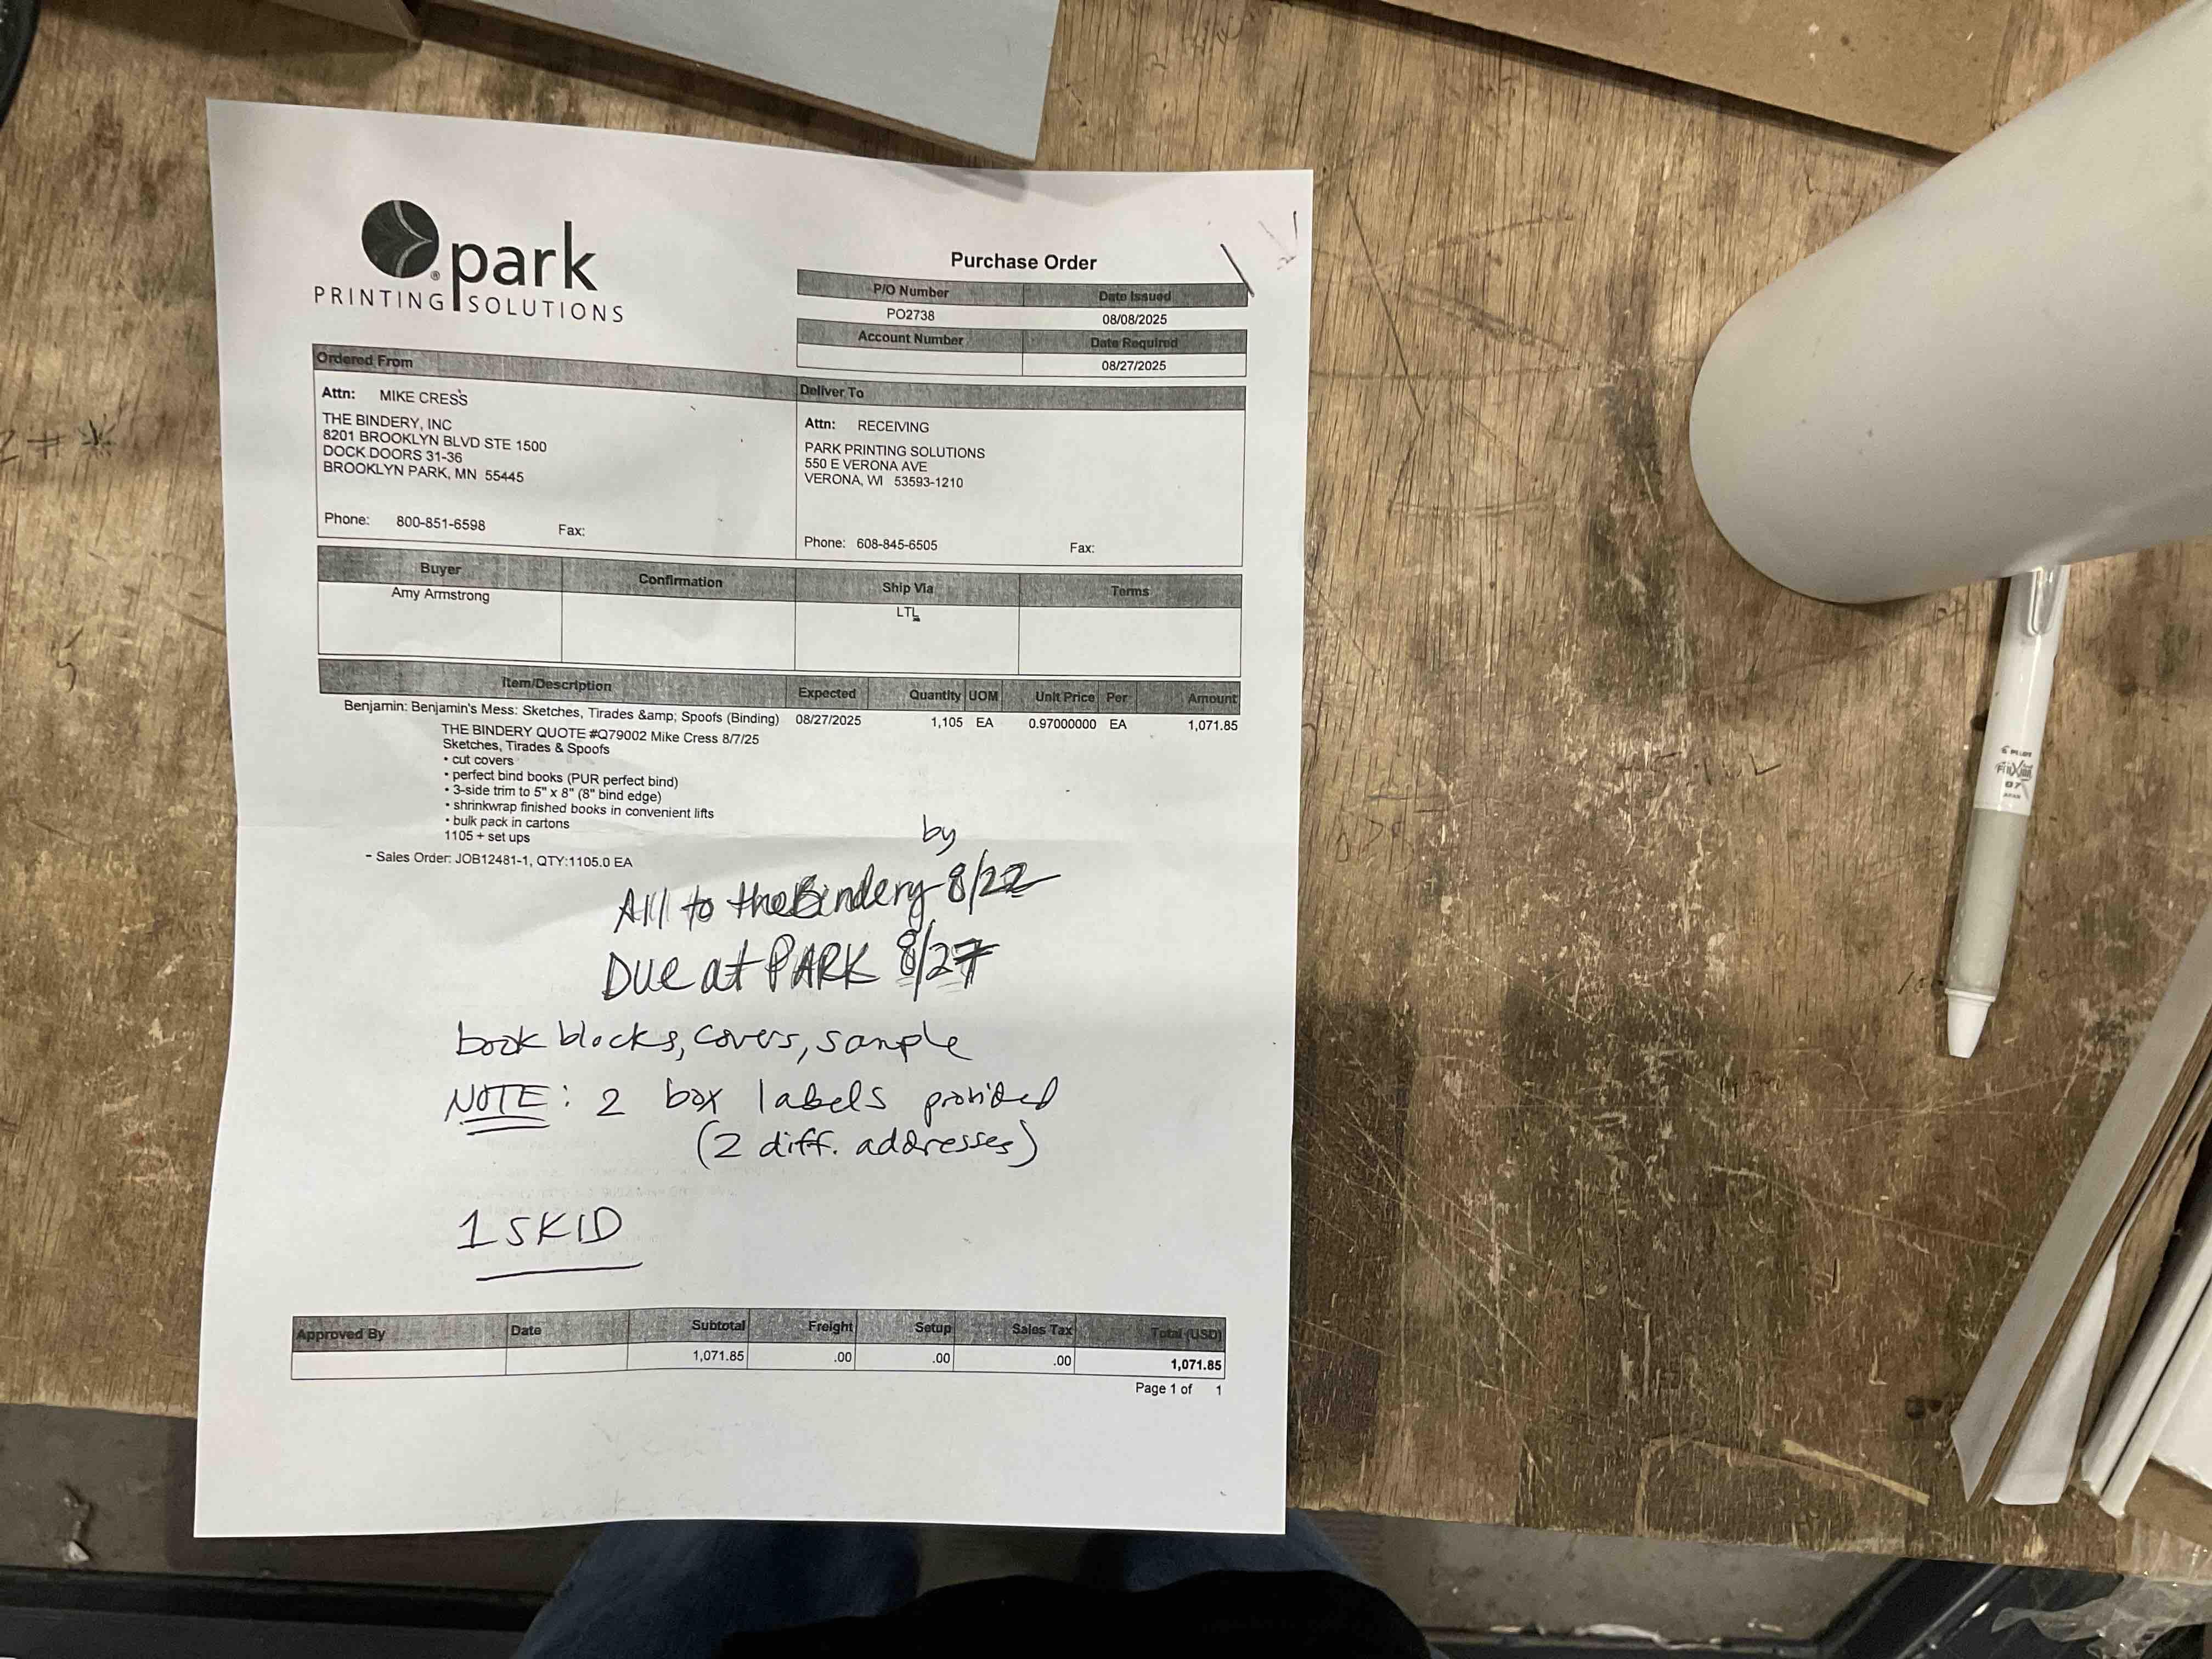 park
PRINTING SOLUTIONS
Purchase Order
P/O Number Date Issued
PO2738 08/08/2025
Account Number Date Required
08/27/2025
Ordered From
Attn: MIKE CRESS
THE BINDERY, INC
8201 BROOKLYN BLVD STE 1500
DOCK DOORS 31-36
BROOKLYN PARK, MN 55445
Phone: 800-851-6598 Fax:
Deliver To
Attn: RECEIVING
PARK PRINTING SOLUTIONS
550 E VERONA AVE
VERONA, WI 53593-1210
Phone: 608-845-6505 Fax:
Buyer Confirmation Ship Via Terms
Amy Armstrong LTL
Item/Description Expected Quantity UOM Unit Price Per Amount
Benjamin: Benjamin's Mess: Sketches, Tirades &amp; Spoofs (Binding) 08/27/2025 1,105 EA 0.97000000 EA 1,071.85
THE BINDERY QUOTE #Q79002 Mike Cress 8/7/25
Sketches, Tirades & Spoofs
• cut covers
• perfect bind books (PUR perfect bind)
• 3-side trim to 5" x 8" (8" bind edge)
• shrinkwrap finished books in convenient lifts
• bulk pack in cartons
1105 + set ups
- Sales Order: JOB12481-1, QTY:1105.0 EA
by
All to the Bindery 8/22
Due at PARK 8/27
book blocks, covers, sample
NOTE: 2 box labels provided
(2 diff. addresses)
1 SKID
Approved By Date Subtotal Freight Setup Sales Tax Total (USD)
1,071.85 .00 .00 .00 1,071.85
Page 1 of 1
PILOT
FriXion
07
JAPAN